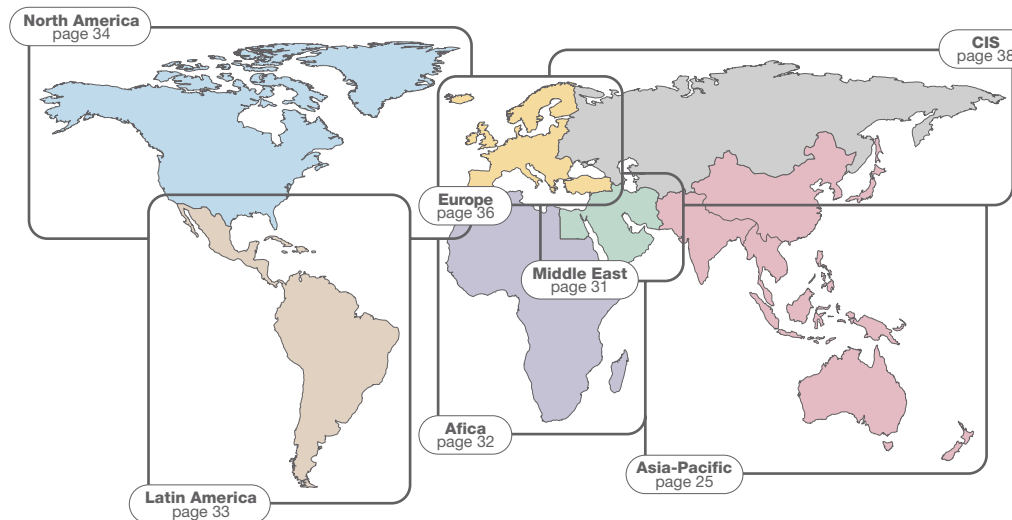 North America
page 34
CIS
page 38
Europe
page 36
Middle East
page 31
Afica
page 32
Asia-Pacific
page 25
Latin America
page 33